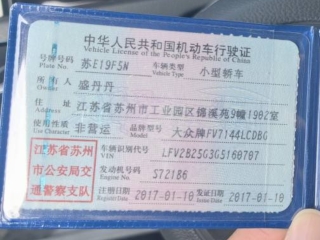 中华人民共和国机动车行驶证
Vehicle License of the People's Republic of China
号牌号码 苏E19F5N 车辆类型 小型轿车
Plate No. Vehicle Type
所有人 盛丹丹
Owner
住址 江苏省苏州市工业园区锦溪苑9幢1902室
Address
使用性质 非营运 品牌型号 大众牌FV7144LCDBG
Use Character Model
江苏省苏州 车辆识别代号 LFV2B25G3G5160707
市公安局交 VIN
通警察支队 发动机号码 S72186
Engine No.
注册日期 2017-01-10 发证日期 2017-01-10
Register Date Issue Date